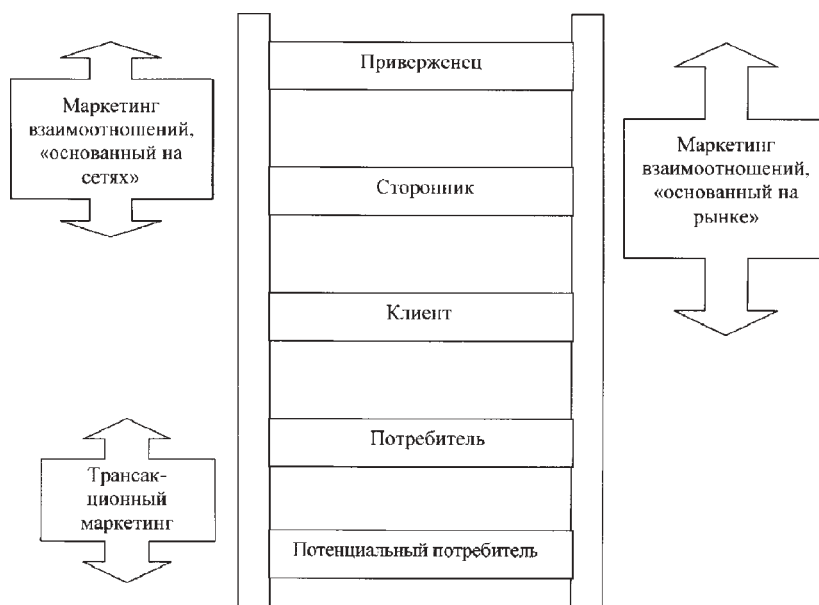 Приверженец
Маркетинг
взаимоотношений,
«основанный на
сетях»
Маркетинг
взаимоотношений,
«основанный на
рынке»
Сторонник
Клиент
Потребитель
Трансак-
ционный
маркетинг
Потенциальный потребитель